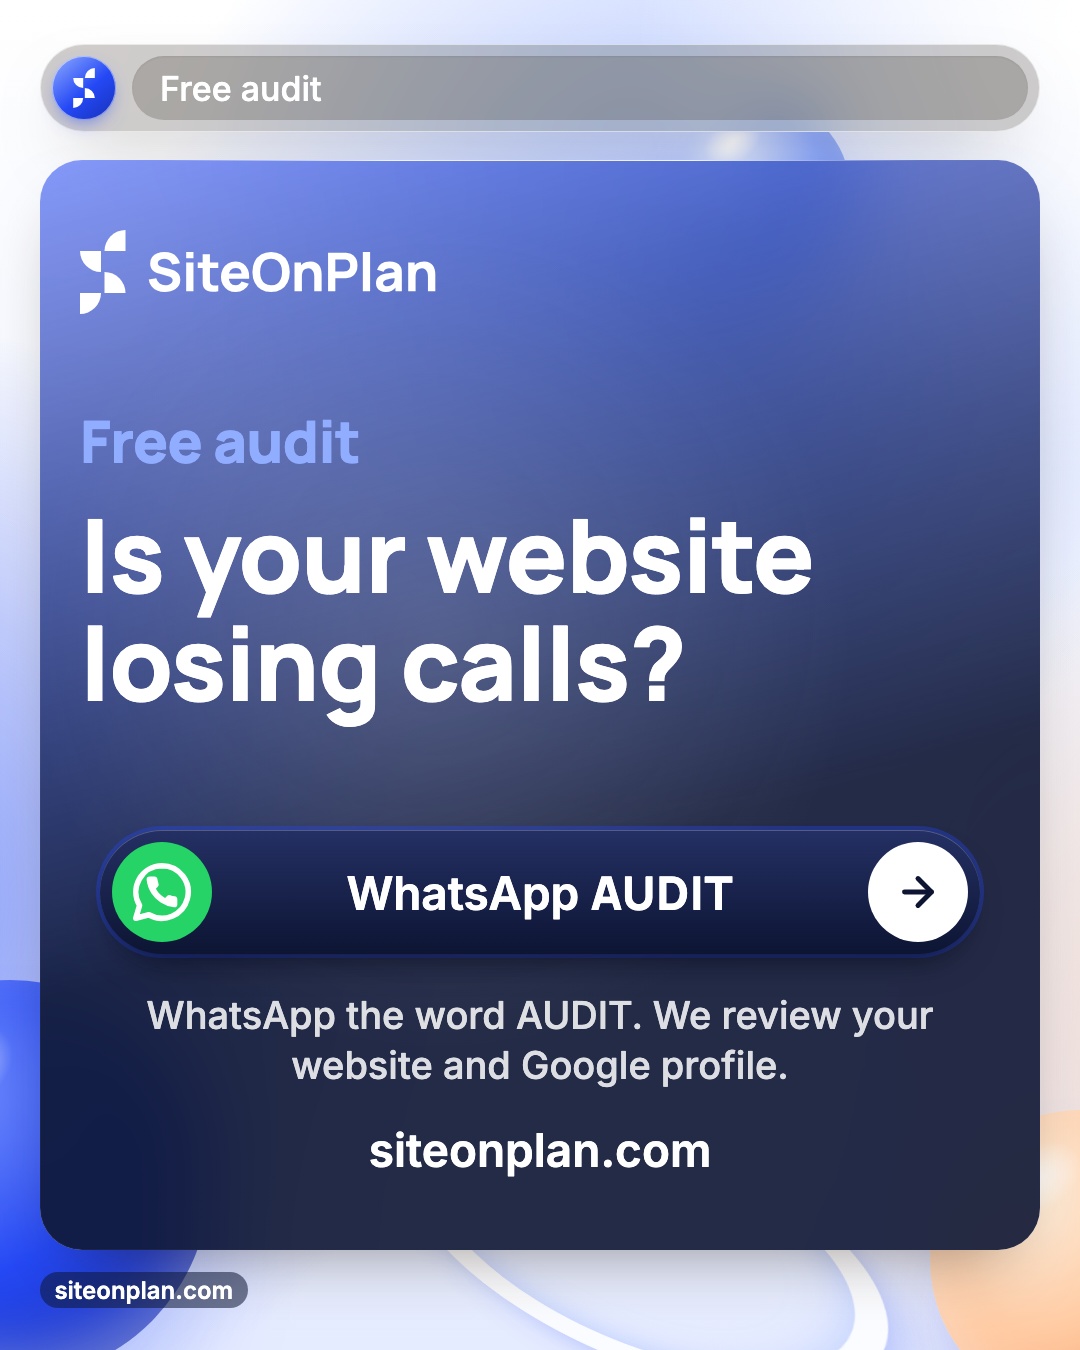 Free audit
SiteOnPlan
Free audit
Is your website
losing calls?
WhatsApp AUDIT
WhatsApp the word AUDIT. We review your
website and Google profile.
siteonplan.com
siteonplan.com